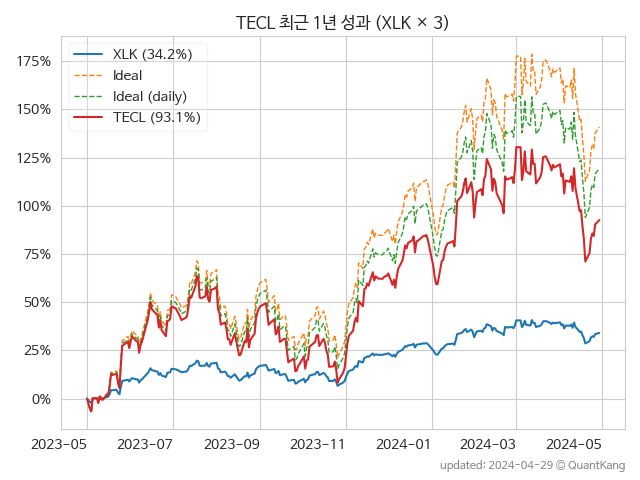 TECL 최근 1년 성과 (XLK × 3)
XLK (34.2%)
Ideal
Ideal (daily)
TECL (93.1%)
175%
150%
125%
100%
75%
50%
25%
0%
2023-05 2023-07 2023-09 2023-11 2024-01 2024-03 2024-05
updated: 2024-04-29 © QuantKang